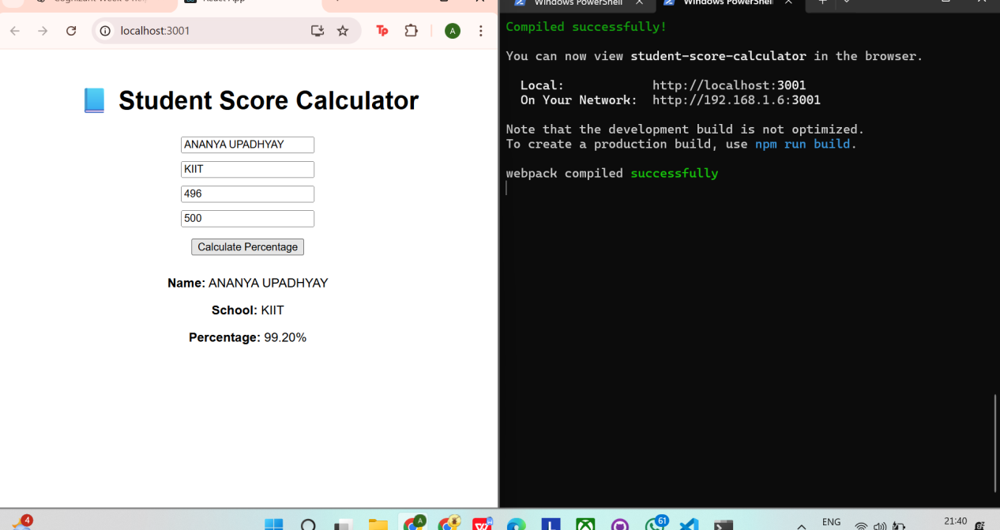 React App
localhost:3001
A
Student Score Calculator
ANANYA UPADHYAY
KIIT
496
500
Calculate Percentage
Name: ANANYA UPADHYAY
School: KIIT
Percentage: 99.20%
Windows PowerShell
Windows PowerShell
Compiled successfully!
You can now view student-score-calculator in the browser.
Local: http://localhost:3001
On Your Network: http://192.168.1.6:3001
Note that the development build is not optimized.
To create a production build, use npm run build.
webpack compiled successfully
4
A
61
ENG
21:40